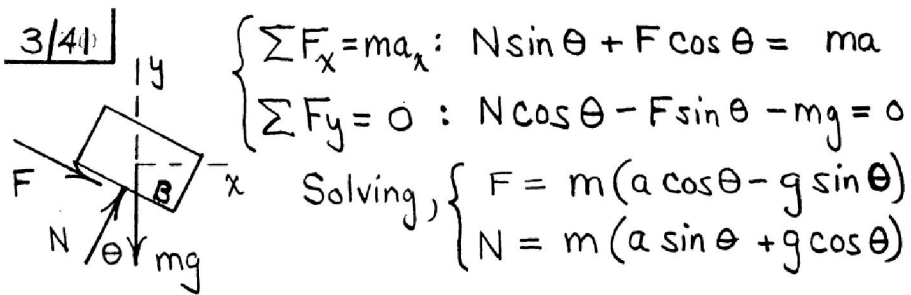 3/41
ΣFₓ=maₓ: N sin θ + F cos θ = ma
y
ΣFy = 0 : N cos θ - F sin θ - mg = 0
F
B
x
Solving, { F = m(a cos θ - g sin θ)
N = m(a sin θ + g cos θ)
N
θ
mg